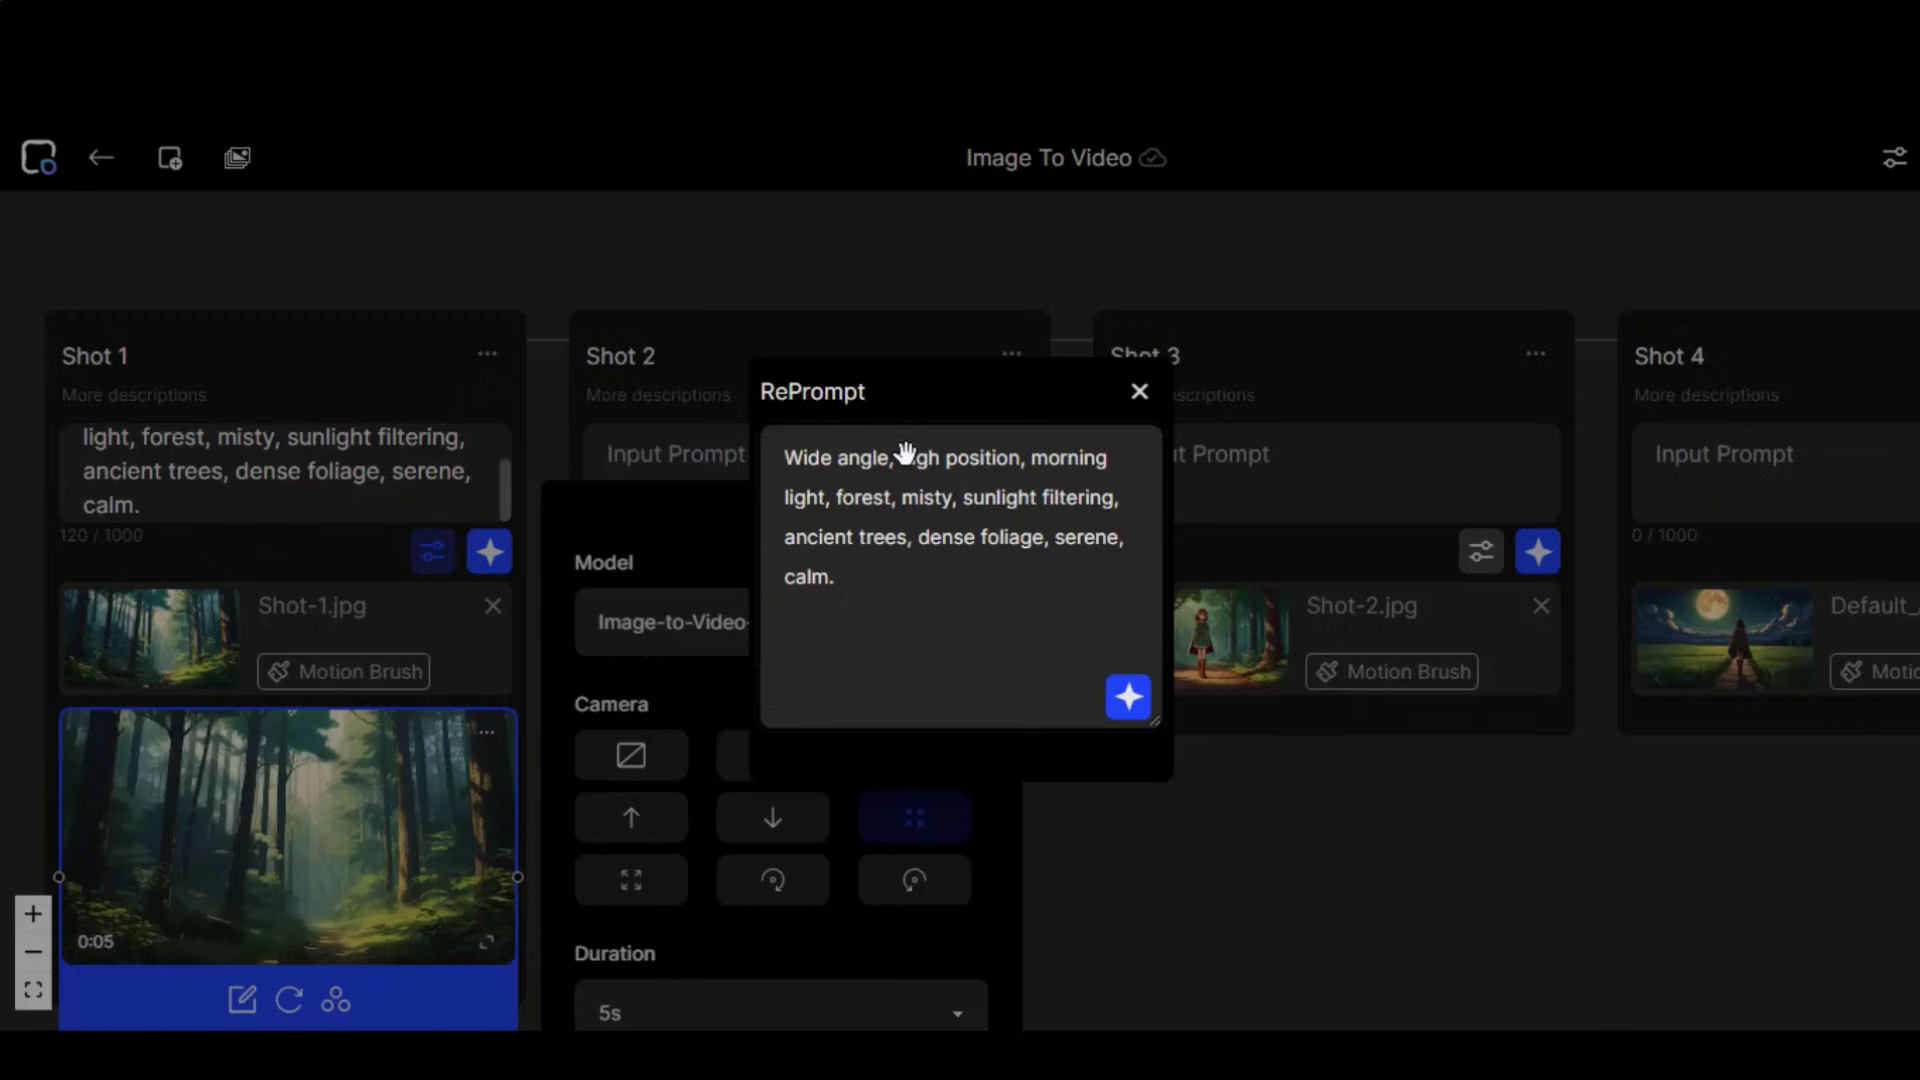 Image To Video
Shot 1
More descriptions
light, forest, misty, sunlight filtering,
ancient trees, dense foliage, serene,
calm.
120 / 1000
Shot-1.jpg
Motion Brush
0:05
Shot 2
More descriptions
Input Prompt
Model
Image-to-Video-
Camera
Duration
5s
RePrompt
Wide angle, position, morning
light, forest, misty, sunlight filtering,
ancient trees, dense foliage, serene,
calm.
Shot 3
scriptions
Shot-2.jpg
Motion Brush
Shot 4
More descriptions
Input Prompt
0 / 1000
Default_